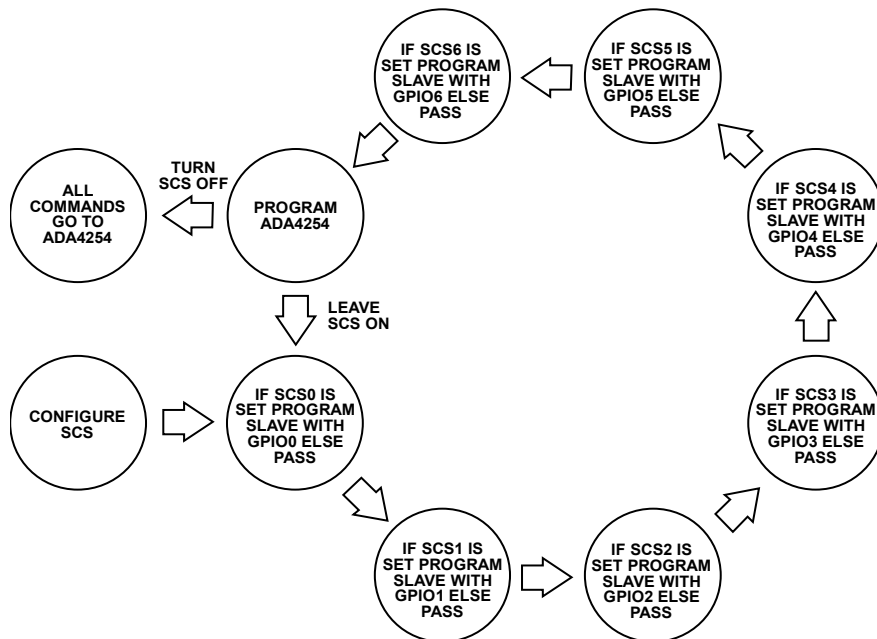 IF SCS6 IS
SET PROGRAM
SLAVE WITH
GPIO6 ELSE
PASS
IF SCS5 IS
SET PROGRAM
SLAVE WITH
GPIO5 ELSE
PASS
ALL
COMMANDS
GO TO
ADA4254
TURN
SCS OFF
PROGRAM
ADA4254
IF SCS4 IS
SET PROGRAM
SLAVE WITH
GPIO4 ELSE
PASS
LEAVE
SCS ON
CONFIGURE
SCS
IF SCS0 IS
SET PROGRAM
SLAVE WITH
GPIO0 ELSE
PASS
IF SCS3 IS
SET PROGRAM
SLAVE WITH
GPIO3 ELSE
PASS
IF SCS1 IS
SET PROGRAM
SLAVE WITH
GPIO1 ELSE
PASS
IF SCS2 IS
SET PROGRAM
SLAVE WITH
GPIO2 ELSE
PASS